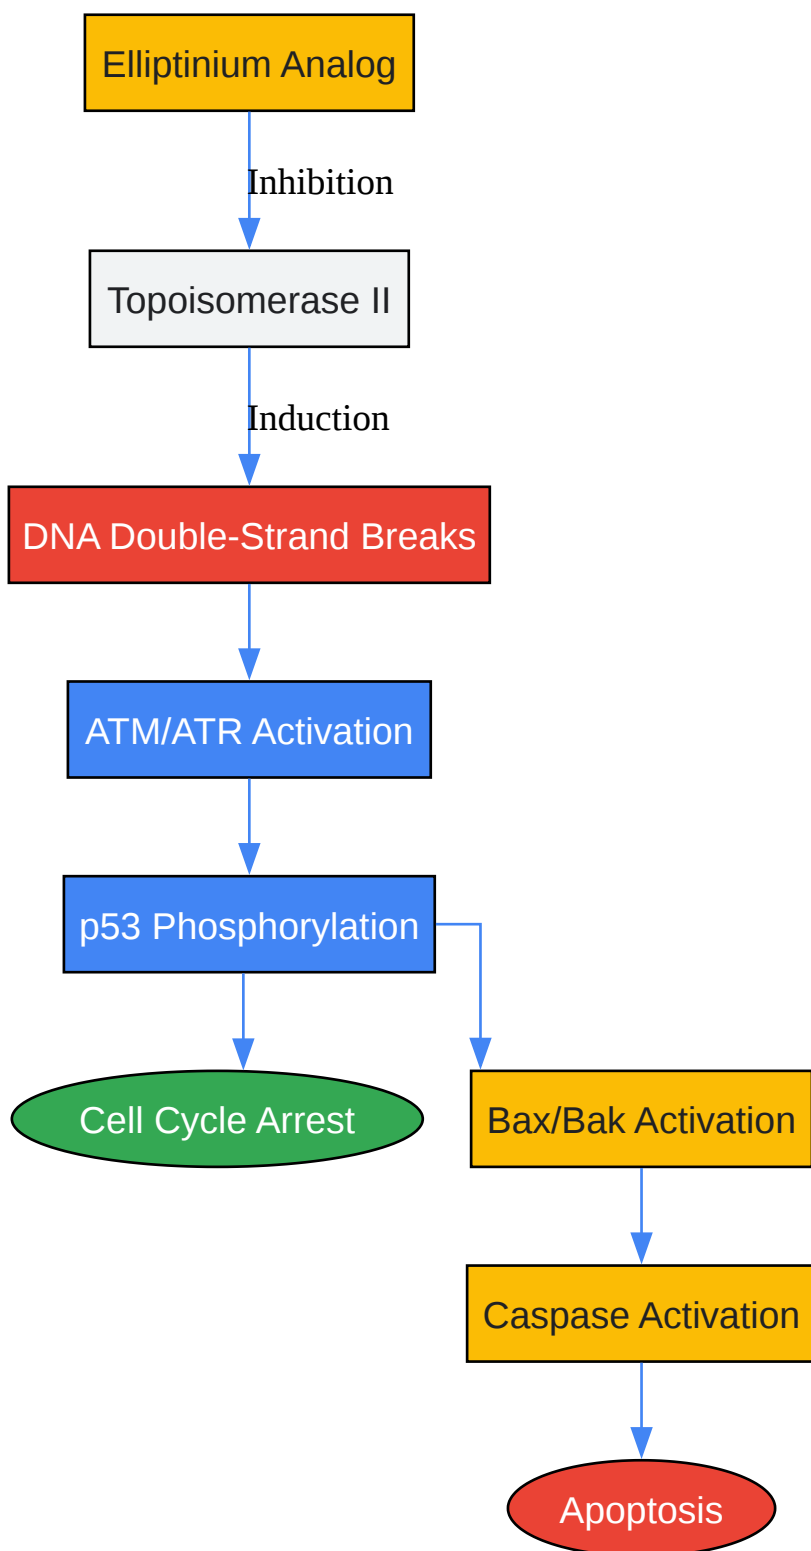 Elliptinium Analog
Inhibition
Topoisomerase II
Induction
DNA Double-Strand Breaks
ATM/ATR Activation
p53 Phosphorylation
Cell Cycle Arrest
Bax/Bak Activation
Caspase Activation
Apoptosis